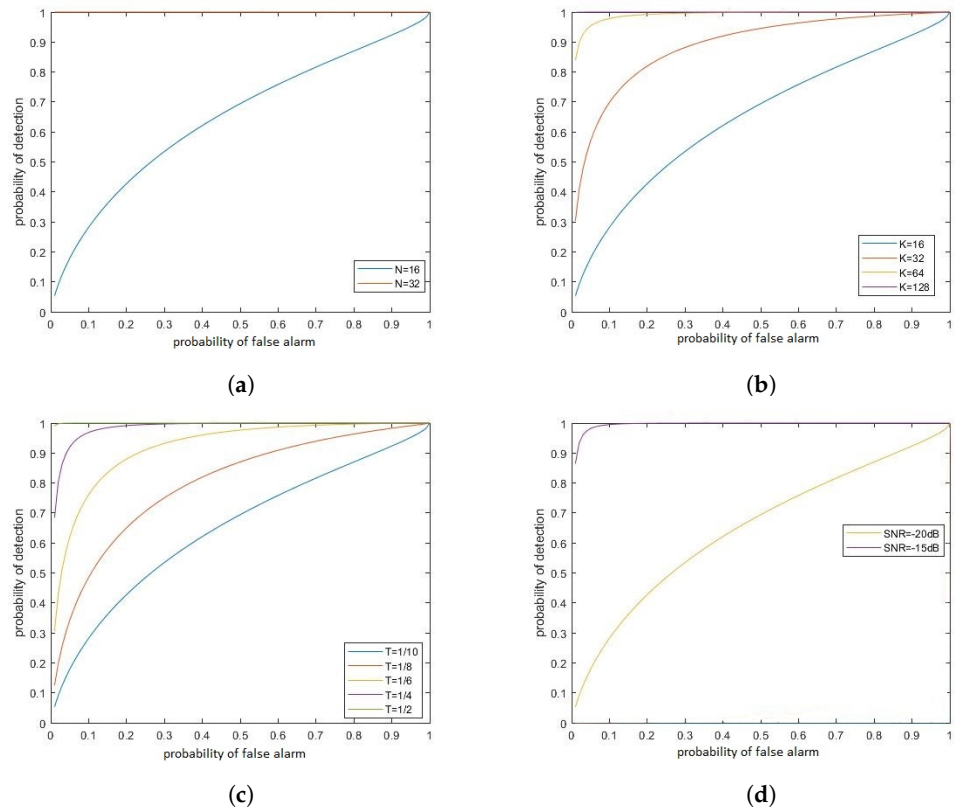 1
0.9
0.8
0.7
0.6
0.5
0.4
0.3
0.2
0.1
0
probability of detection
N=16
N=32
0 0.1 0.2 0.3 0.4 0.5 0.6 0.7 0.8 0.9 1
probability of false alarm
(a)
1
0.9
0.8
0.7
0.6
0.5
0.4
0.3
0.2
0.1
0
probability of detection
K=16
K=32
K=64
K=128
0 0.1 0.2 0.3 0.4 0.5 0.6 0.7 0.8 0.9 1
probability of false alarm
(b)
1
0.9
0.8
0.7
0.6
0.5
0.4
0.3
0.2
0.1
0
probability of detection
T=1/10
T=1/8
T=1/6
T=1/4
T=1/2
0 0.1 0.2 0.3 0.4 0.5 0.6 0.7 0.8 0.9 1
probability of false alarm
(c)
1
0.9
0.8
0.7
0.6
0.5
0.4
0.3
0.2
0.1
0
probability of detection
SNR=-20dB
SNR=-15dB
0 0.1 0.2 0.3 0.4 0.5 0.6 0.7 0.8 0.9 1
probability of false alarm
(d)